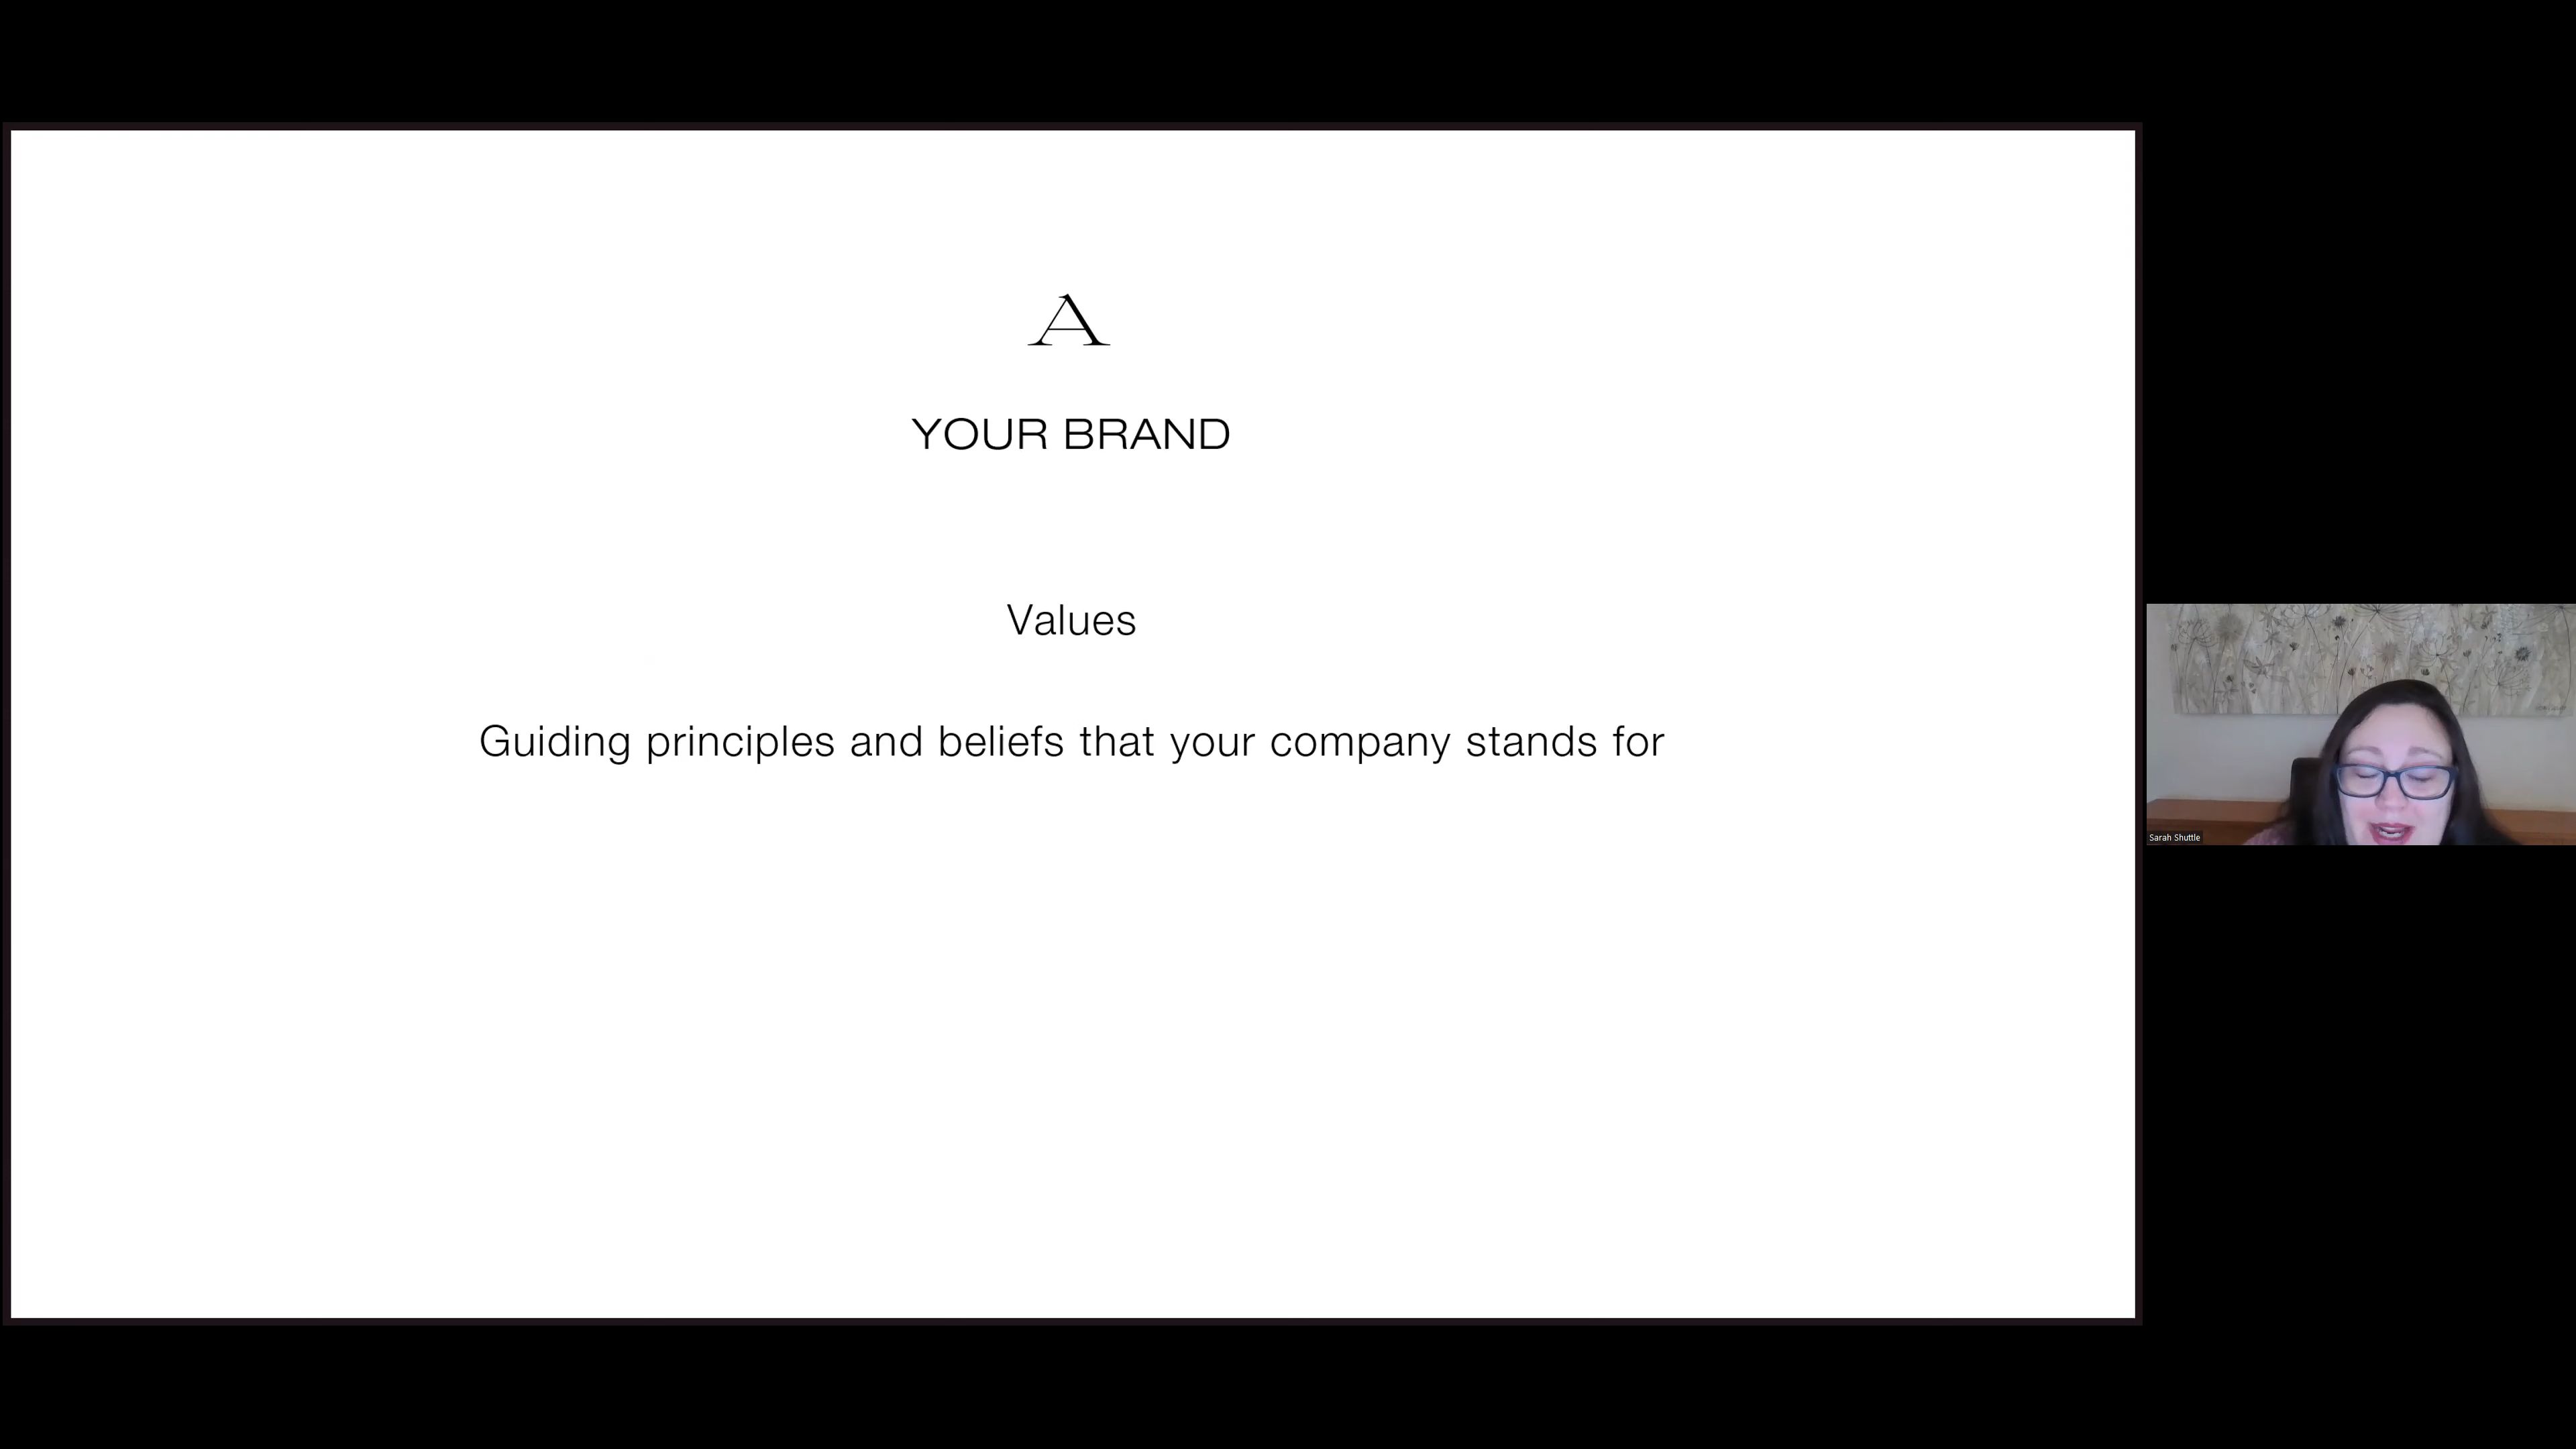 A
YOUR BRAND
Values
Guiding principles and beliefs that your company stands for
Sarah Shuttle